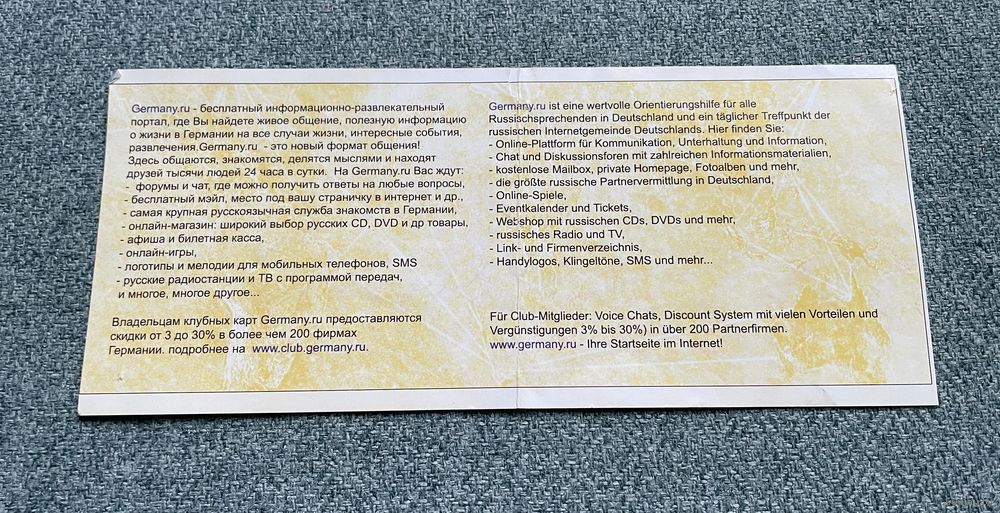 Germany.ru - бесплатный информационно-развлекательный
портал, где Вы найдете живое общение, полезную информацию
о жизни в Германии на все случаи жизни, интересные события,
развлечения.Germany.ru - это новый формат общения!
Здесь общаются, знакомятся, делятся мыслями и находят
друзей тысячи людей 24 часа в сутки. На Germany.ru Вас ждут:
- форумы и чат, где можно получить ответы на любые вопросы,
- бесплатный мэйл, место под вашу страничку в интернет и др.,
- самая крупная русскоязычная служба знакомств в Германии,
- онлайн-магазин: широкий выбор русских CD, DVD и др товары,
- афиша и билетная касса,
- онлайн-игры,
- логотипы и мелодии для мобильных телефонов, SMS
- русские радиостанции и ТВ с программой передач,
и многое, многое другое...
Владельцам клубных карт Germany.ru предоставляются
скидки от 3 до 30% в более чем 200 фирмах
Германии. подробнее на www.club.germany.ru.
Germany.ru ist eine wertvolle Orientierungshilfe für alle
Russischsprechenden in Deutschland und ein täglicher Treffpunkt der
russischen Internetgemeinde Deutschlands. Hier finden Sie:
- Online-Plattform für Kommunikation, Unterhaltung und Information,
- Chat und Diskussionsforen mit zahlreichen Informationsmaterialien,
- kostenlose Mailbox, private Homepage, Fotoalben und mehr,
- die größte russische Partnervermittlung in Deutschland,
- Online-Spiele,
- Eventkalender und Tickets,
- Webshop mit russischen CDs, DVDs und mehr,
- russisches Radio und TV,
- Link- und Firmenverzeichnis,
- Handylogos, Klingeltöne, SMS und mehr...
Für Club-Mitglieder: Voice Chats, Discount System mit vielen Vorteilen und
Vergünstigungen 3% bis 30%) in über 200 Partnerfirmen.
www.germany.ru - Ihre Startseite im Internet!